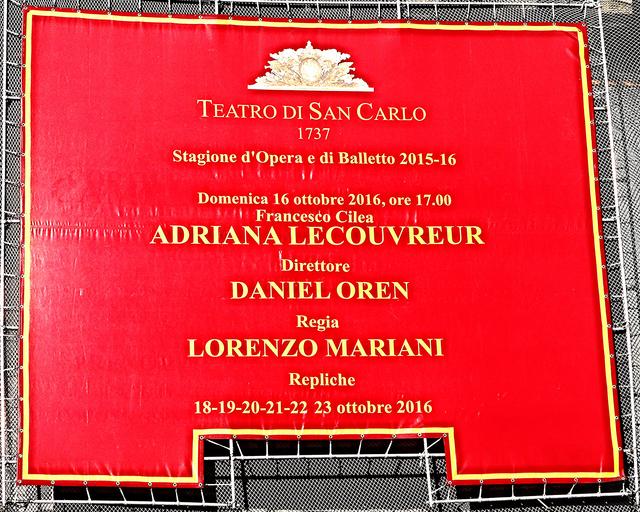 TEATRO DI SAN CARLO
1737
Stagione d'Opera e di Balletto 2015-16
Domenica 16 ottobre 2016, ore 17.00
Francesco Cilea
ADRIANA LECOUVREUR
Direttore
DANIEL OREN
Regia
LORENZO MARIANI
Repliche
18-19-20-21-22 23 ottobre 2016